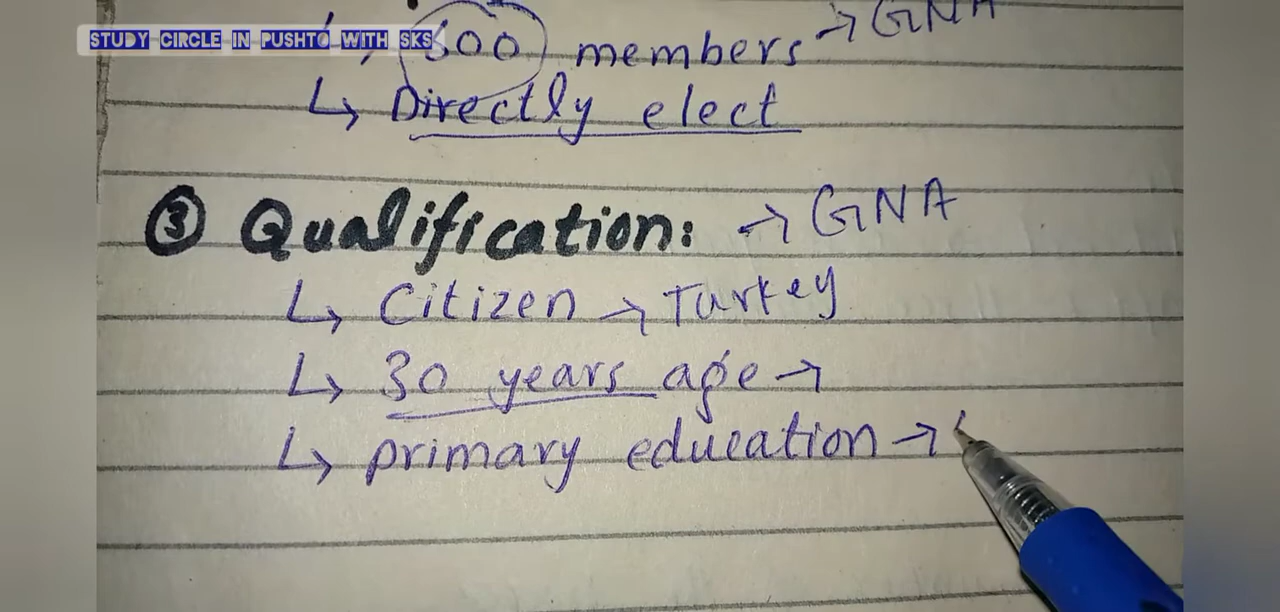 STUDY CIRCLE IN PUSHTO WITH SKS
600 members → GNA
↳ Directly elect
③ Qualification: → GNA
↳ Citizen → Turkey
↳ 30 years age →
↳ primary education →